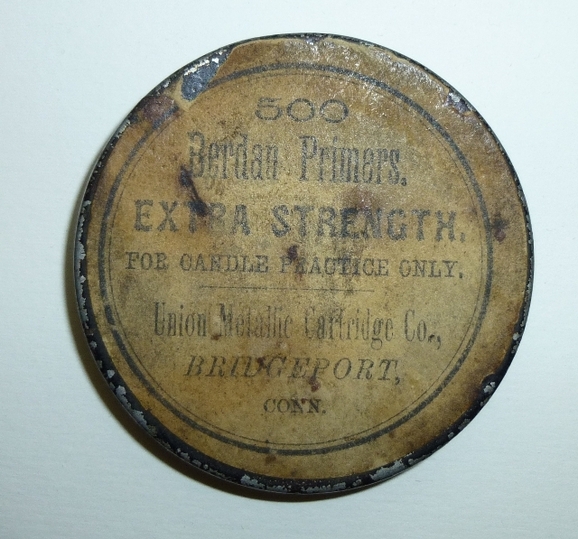 500
Berdan Primers.
EXTRA STRENGTH,
FOR CANDLE PRACTICE ONLY.
Union Metallic Cartridge Co.,
BRIDGEPORT,
CONN.